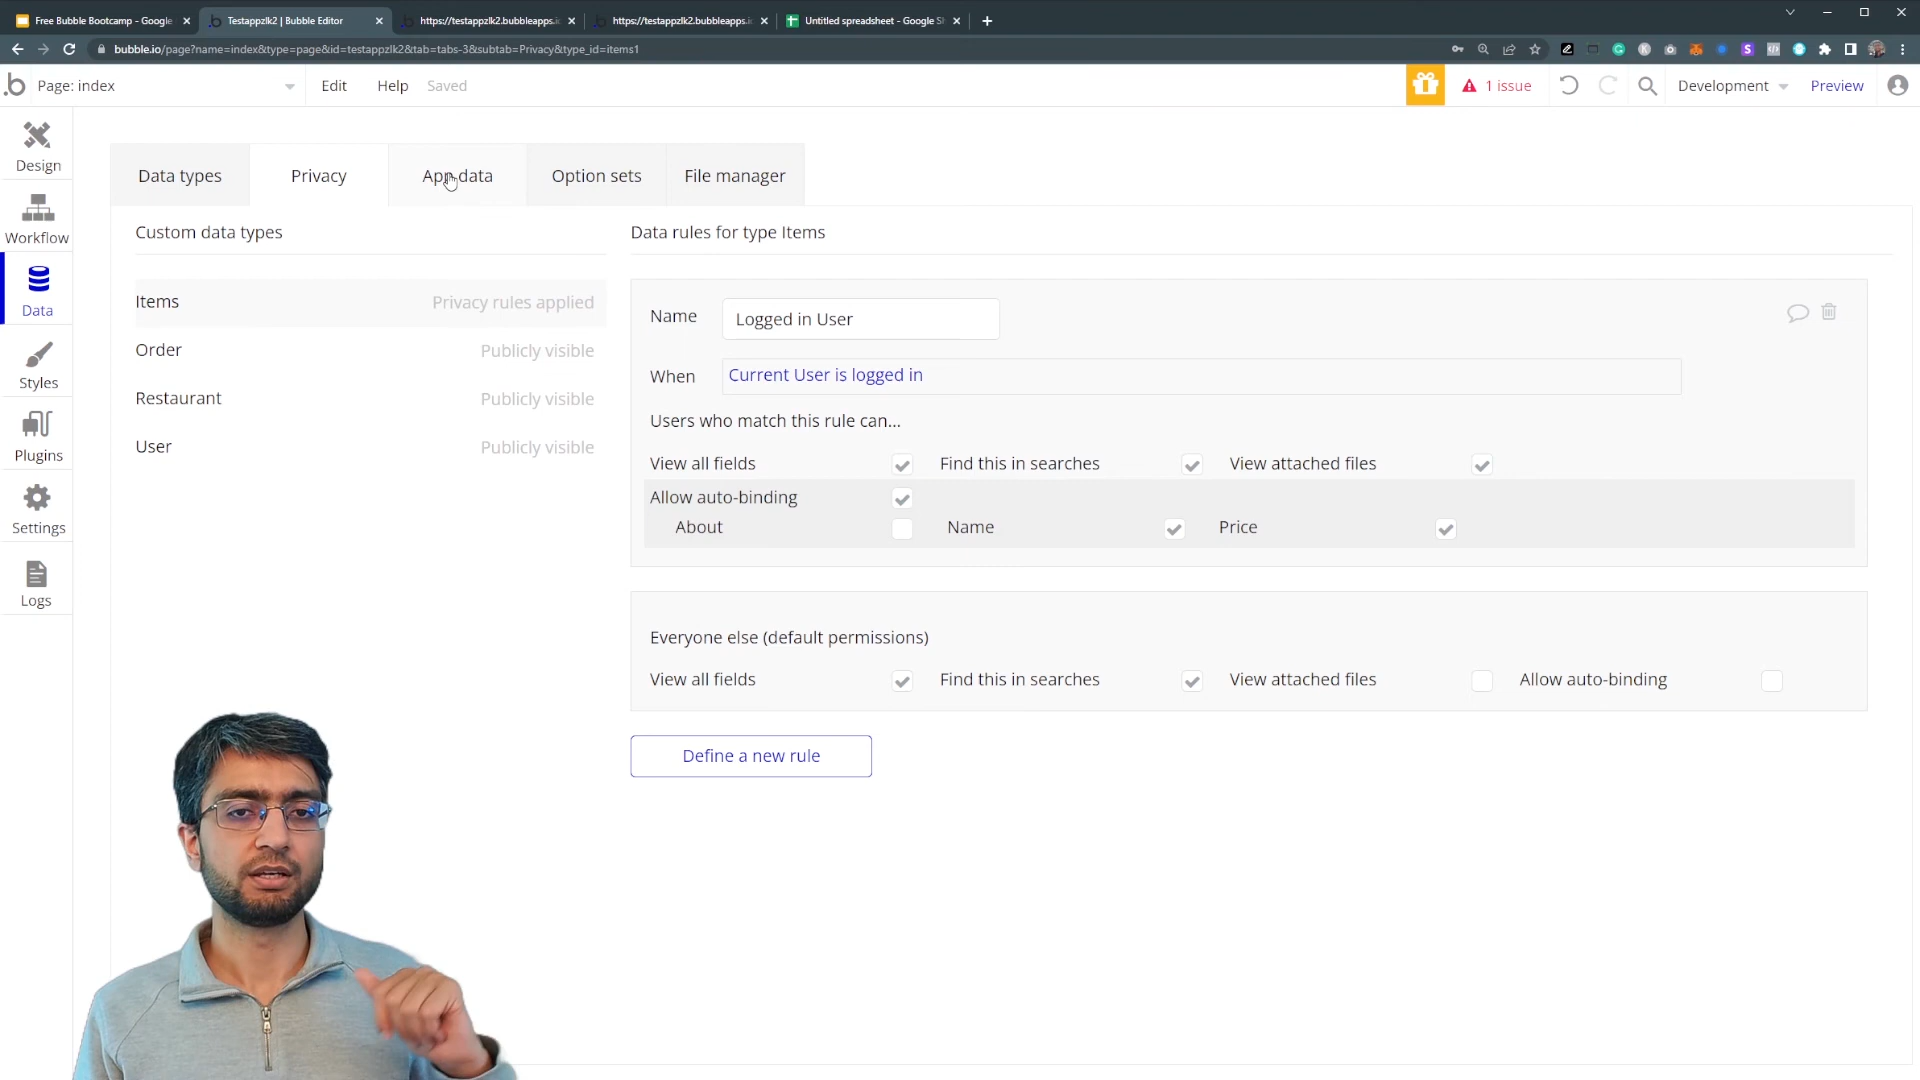 Free Bubble Bootcamp - Google
Testappzlk2 | Bubble Editor
https://testappzlk2.bubbleapps.i
https://testappzlk2.bubbleapps.i
Untitled spreadsheet - Google Sh
bubble.io/page?name=index&type=page&id=testappzlk2&tab=tabs-3&subtab=Privacy&type_id=items1
Page: index
Edit
Help
Saved
1 issue
Development
Preview
Design
Workflow
Data
Styles
Plugins
Settings
Logs
Data types
Privacy
App data
Option sets
File manager
Custom data types
Items Privacy rules applied
Order Publicly visible
Restaurant Publicly visible
User Publicly visible
Data rules for type Items
Name Logged in User
When Current User is logged in
Users who match this rule can...
View all fields Find this in searches View attached files
Allow auto-binding
About Name Price
Everyone else (default permissions)
View all fields Find this in searches View attached files Allow auto-binding
Define a new rule